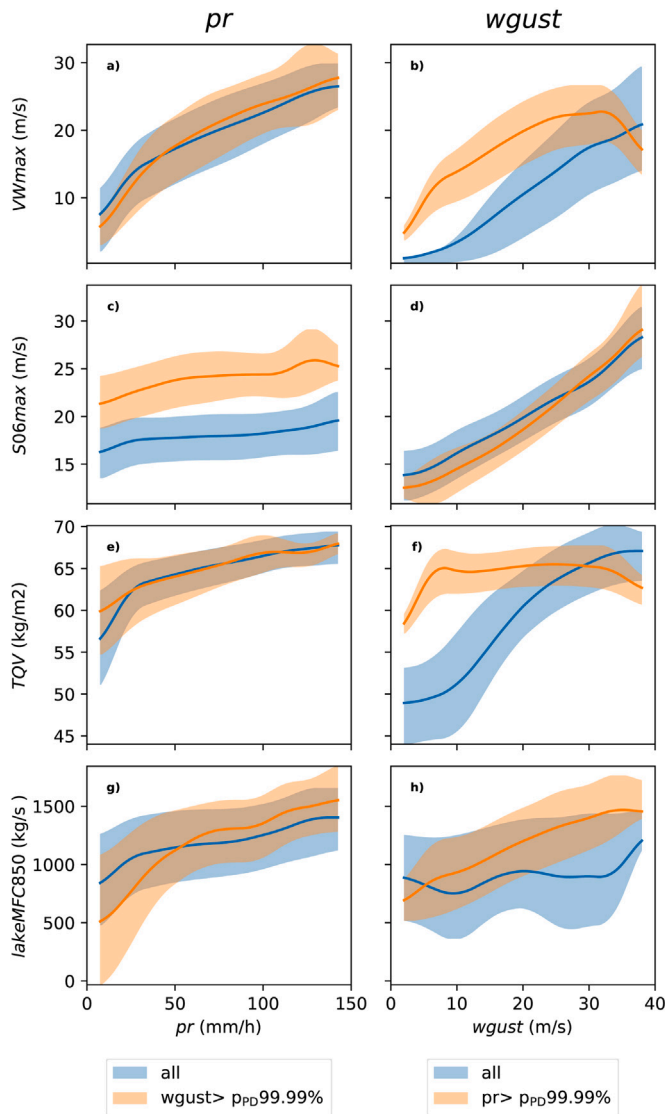 pr
wgust
a)
b)
VWmax (m/s)
30
20
10
c)
d)
S06max (m/s)
30
25
20
15
e)
f)
TQV (kg/m2)
70
65
60
55
50
45
g)
h)
lakeMFC850 (kg/s )
1500
1000
500
0
0 50 100 150
0 10 20 30 40
pr (mm/h)
wgust (m/s)
all
wgust> pPD99.99%
all
pr> pPD99.99%